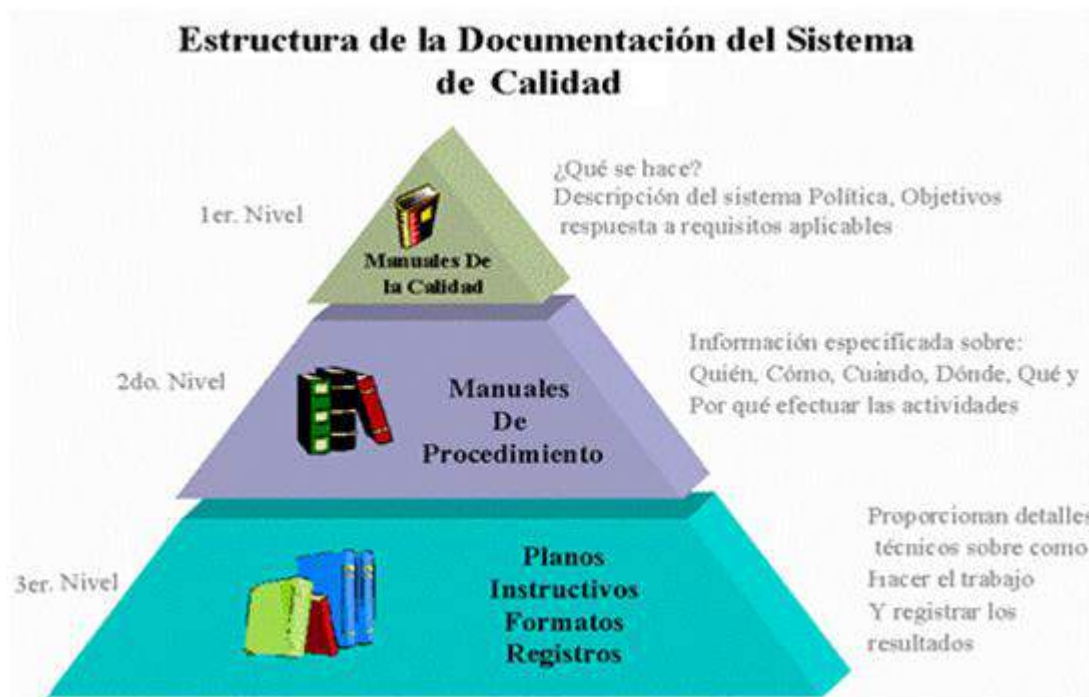 Estructura de la Documentación del Sistema
de Calidad
1er. Nivel
Manuales De
la Calidad
¿Qué se hace?
Descripción del sistema Política, Objetivos
respuesta a requisitos aplicables
2do. Nivel
Manuales
De
Procedimiento
Información especificada sobre:
Quién, Cómo, Cuàndo, Dónde, Qué y
Por qué efectuar las actividades
3er. Nivel
Planos
Instructivos
Formatos
Registros
Proporcionan detalles
técnicos sobre como
Hacer el trabajo
Y registrar los
resultados